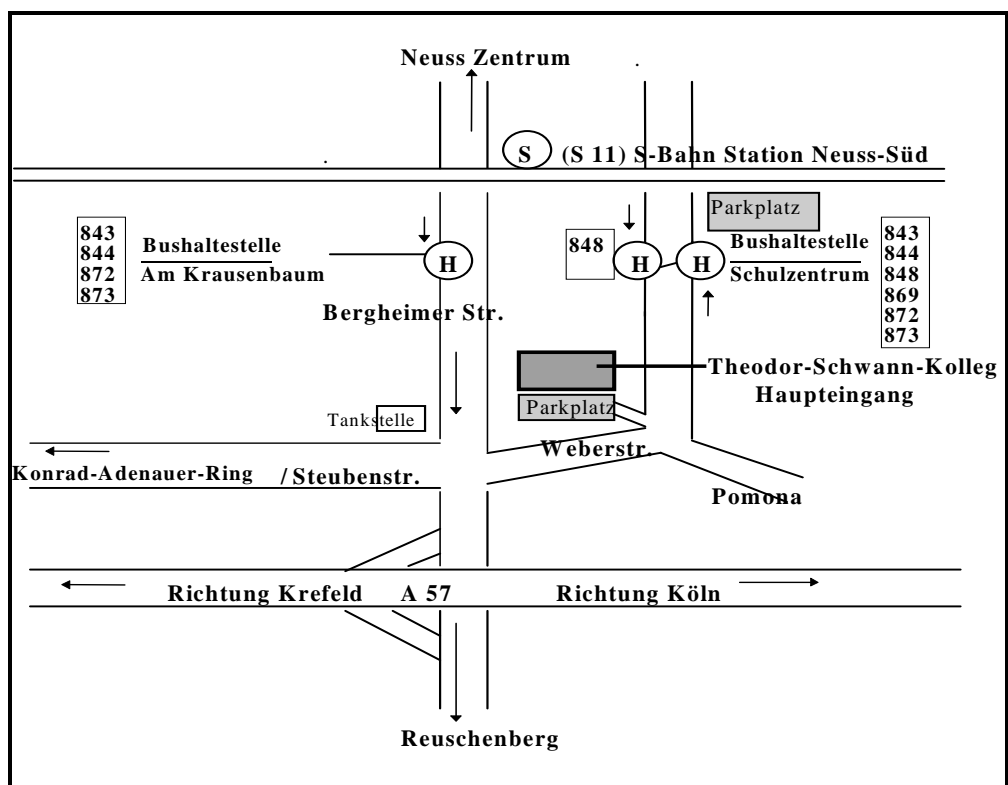 Neuss Zentrum
S
(S 11) S-Bahn Station Neuss-Süd
Parkplatz
843
844
872
873
Bushaltestelle
Am Krausenbaum
H
848
H
H
Bushaltestelle
Schulzentrum
843
844
848
869
872
873
Bergheimer Str.
Theodor-Schwann-Kolleg
Haupteingang
Parkplatz
Tankstelle
Weberstr.
Konrad-Adenauer-Ring /Steubenstr.
Pomona
Richtung Krefeld A 57 Richtung Köln
Reuschenberg